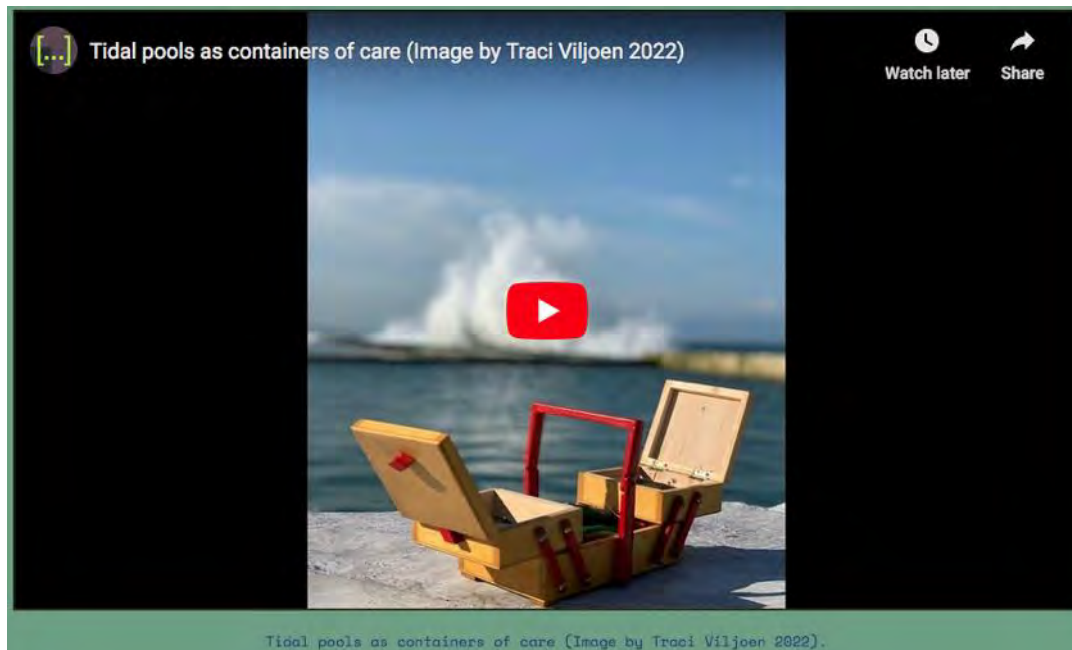 [...] Tidal pools as containers of care (Image by Traci Viljoen 2022)
Watch later
Share
Tidal pools as containers of care (Image by Traci Viljoen 2022).